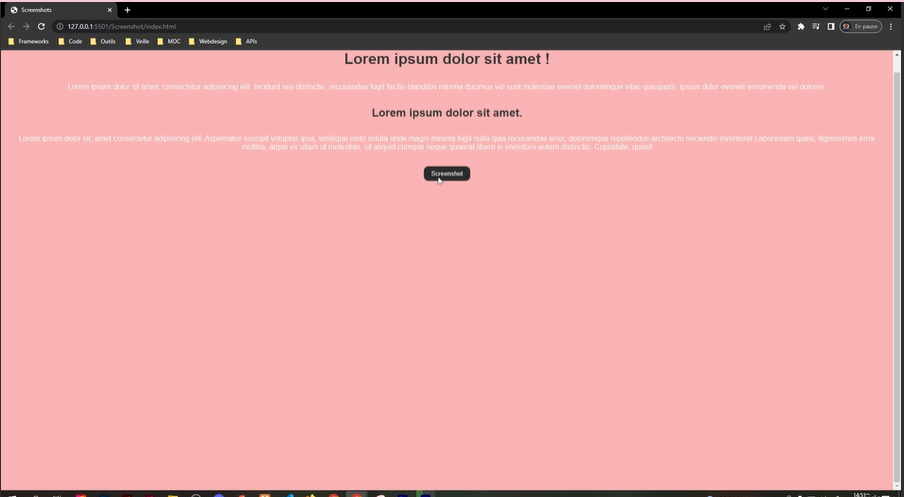 Screenshots
127.0.0.1:5501/Screenshot/index.html
En pause
Frameworks Code Outils Veille MDC Webdesign APIs
Lorem ipsum dolor sit amet !
Lorem ipsum dolor sit amet, consectetur adipisicing elit. Incidunt rem distinctio, recusandae fugit facilis blanditiis minima ducimus vel sunt molestiae eveniet doloremque vitae quisquam. Ipsum dolor eveniet assumenda vel dolores.
Lorem ipsum dolor sit amet.
Lorem ipsum dolor sit, amet consectetur adipisicing elit. Aspernatur suscipit voluptas ipsa, similique iusto soluta unde magni minima fugit nulla quia recusandae error, doloremque repellendus architecto reiciendis inventore! Laboriosam quasi, dignissimos error
mollitia, atque ex ullam ut molestias, sit aliquid cumque neque quaerat libero in inventore autem distinctio. Cupiditate, quasi!
Screenshot
14:51